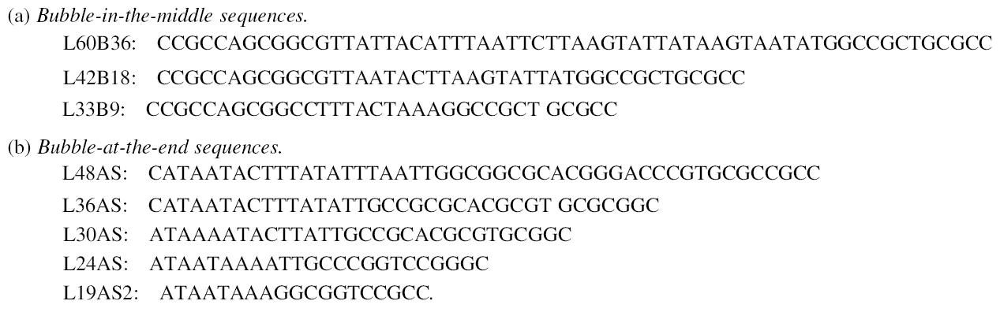 (a) Bubble-in-the-middle sequences.
L60B36: CCGCCAGCGGCGTTATTACATTTAATTCTTAAGTATTATAAGTAATATGGCCGCTGCGCC
L42B18: CCGCCAGCGGCGTTAATACTTAAGTATTATGGCCGCTGCGCC
L33B9: CCGCCAGCGGCCTTTACTAAAGGCCGCT GCGCC
(b) Bubble-at-the-end sequences.
L48AS: CATAATACTTTATATTTAATTGGCGGCGCACGGGACCCGTGCGCCGCC
L36AS: CATAATACTTTATATTGCCGCGCACGCGT GCGCGGC
L30AS: ATAAAATACTTATTGCCGCACGCGTGCGGC
L24AS: ATAATAAAATTGCCCGGTCCGGGC
L19AS2: ATAATAAAGGCGGTCCGCC.